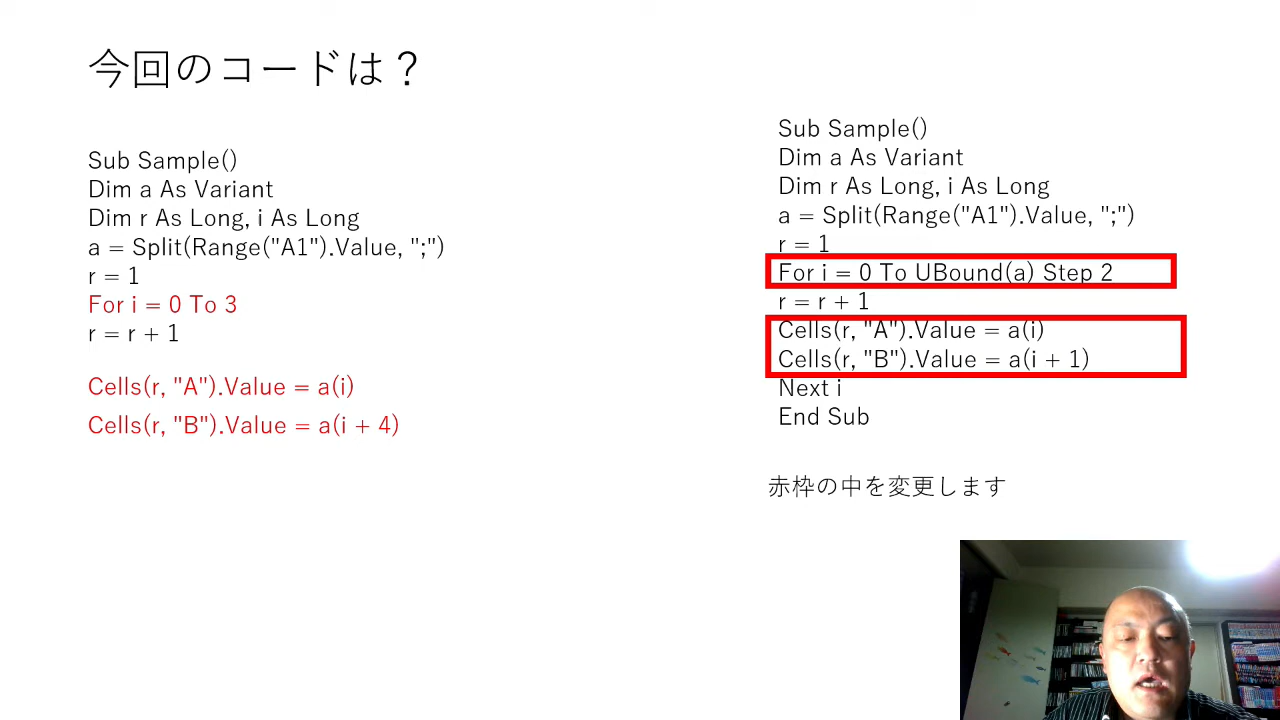 今回のコードは？
Sub Sample()
Dim a As Variant
Dim r As Long, i As Long
a = Split(Range("A1").Value, ";")
r = 1
For i = 0 To 3
r = r + 1
Cells(r, "A").Value = a(i)
Cells(r, "B").Value = a(i + 4)
Sub Sample()
Dim a As Variant
Dim r As Long, i As Long
a = Split(Range("A1").Value, ";")
r = 1
For i = 0 To UBound(a) Step 2
r = r + 1
Cells(r, "A").Value = a(i)
Cells(r, "B").Value = a(i + 1)
Next i
End Sub
赤枠の中を変更します